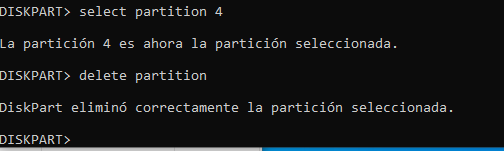 DISKPART> select partition 4
La partición 4 es ahora la partición seleccionada.
DISKPART> delete partition
DiskPart eliminó correctamente la partición seleccionada.
DISKPART>